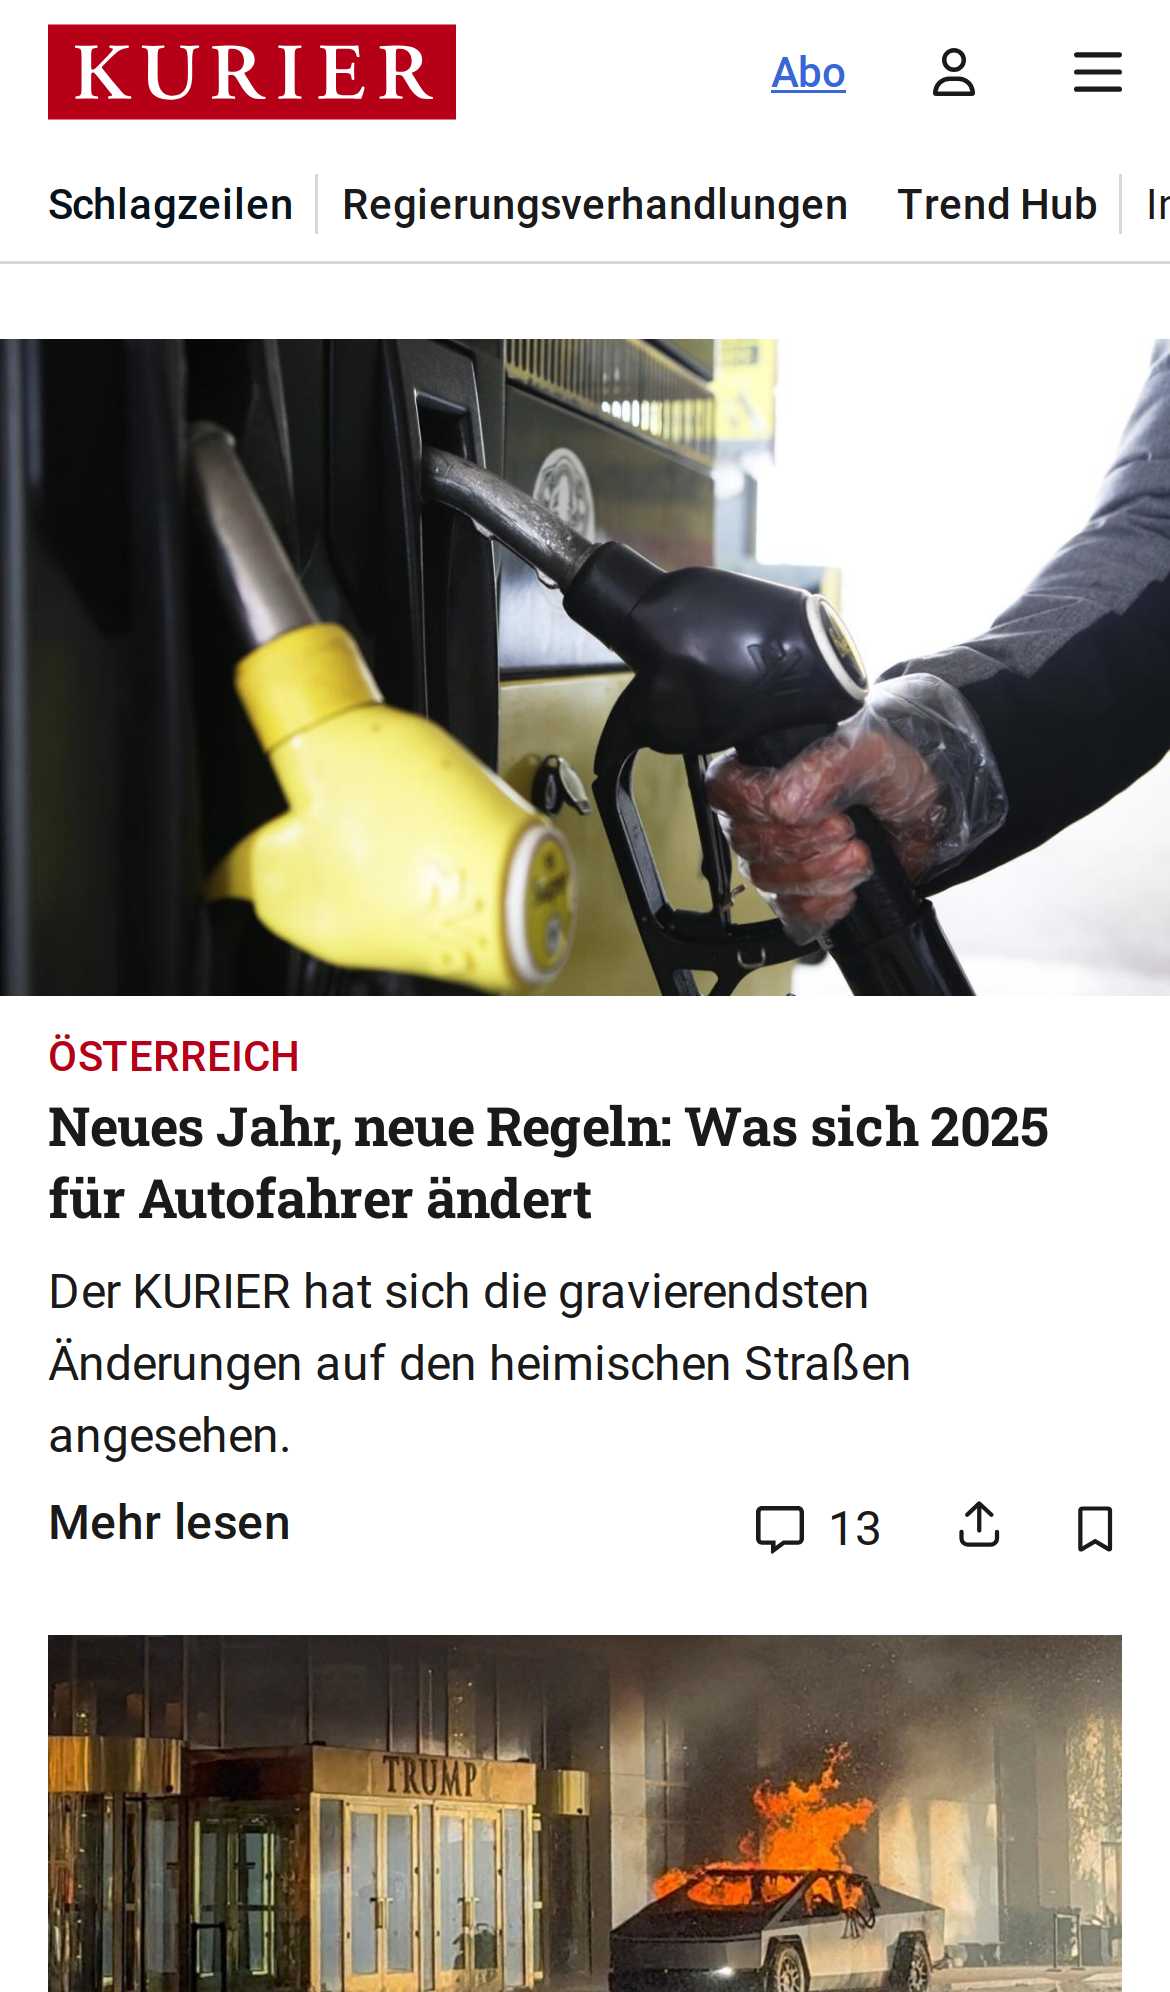 KURIER
Abo
Schlagzeilen
Regierungsverhandlungen
Trend Hub
ÖSTERREICH
Neues Jahr, neue Regeln: Was sich 2025
für Autofahrer ändert
Der KURIER hat sich die gravierendsten
Änderungen auf den heimischen Straßen
angesehen.
Mehr lesen
13
TRUMP